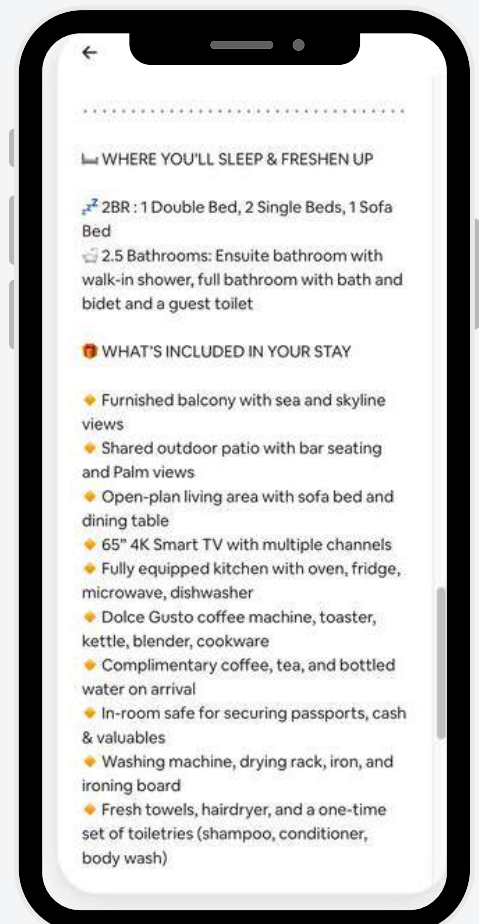 🛏️ WHERE YOU'LL SLEEP & FRESHEN UP
💤 2BR : 1 Double Bed, 2 Single Beds, 1 Sofa
Bed
🛁 2.5 Bathrooms: Ensuite bathroom with
walk-in shower, full bathroom with bath and
bidet and a guest toilet
🎁 WHAT'S INCLUDED IN YOUR STAY
🔸 Furnished balcony with sea and skyline
views
🔸 Shared outdoor patio with bar seating
and Palm views
🔸 Open-plan living area with sofa bed and
dining table
🔸 65" 4K Smart TV with multiple channels
🔸 Fully equipped kitchen with oven, fridge,
microwave, dishwasher
🔸 Dolce Gusto coffee machine, toaster,
kettle, blender, cookware
🔸 Complimentary coffee, tea, and bottled
water on arrival
🔸 In-room safe for securing passports, cash
& valuables
🔸 Washing machine, drying rack, iron, and
ironing board
🔸 Fresh towels, hairdryer, and a one-time
set of toiletries (shampoo, conditioner,
body wash)